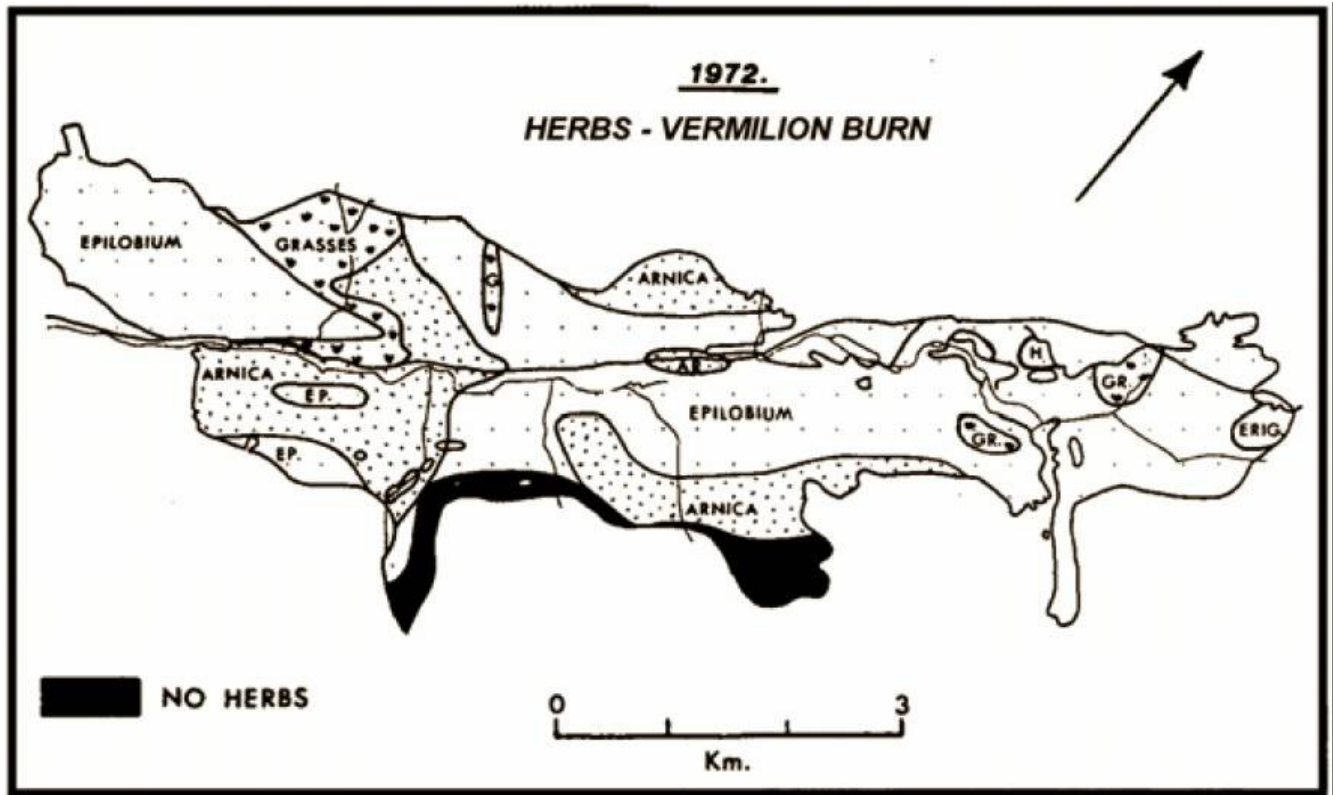 1972.
HERBS - VERMILION BURN
EPILOBIUM
GRASSES
G
ARNICA
ARNICA
EP.
AR.
H
GR.
EPILOBIUM
GR.
ERIG.
EP.
ARNICA
NO HERBS
0 3
Km.